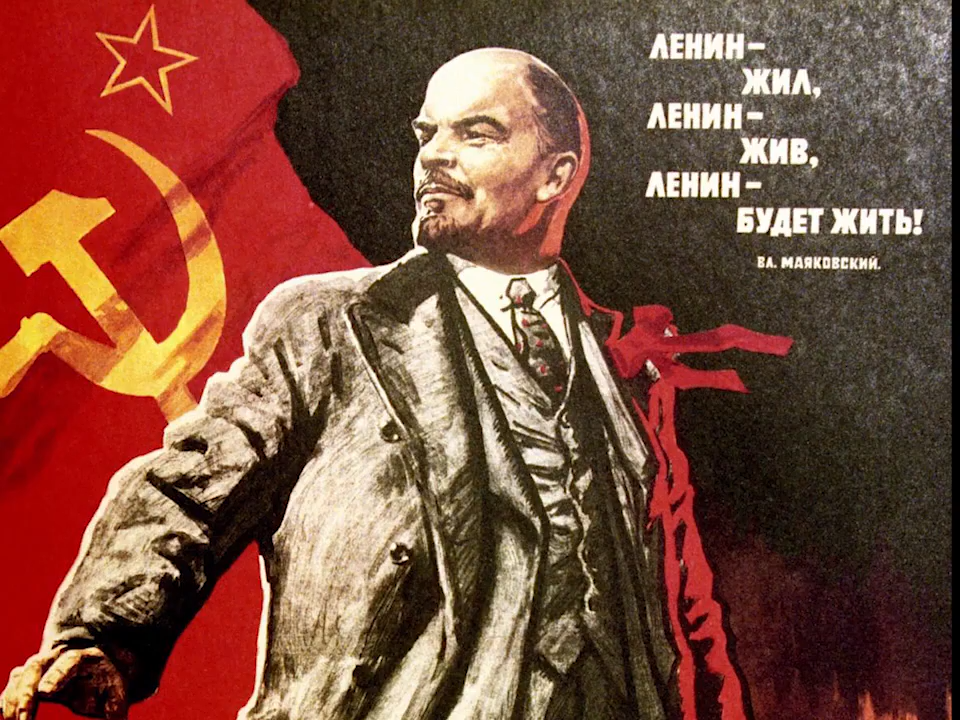 ЛЕНИН–
ЖИЛ,
ЛЕНИН–
ЖИВ,
ЛЕНИН–
БУДЕТ ЖИТЬ!
ВЛ. МАЯКОВСКИЙ.